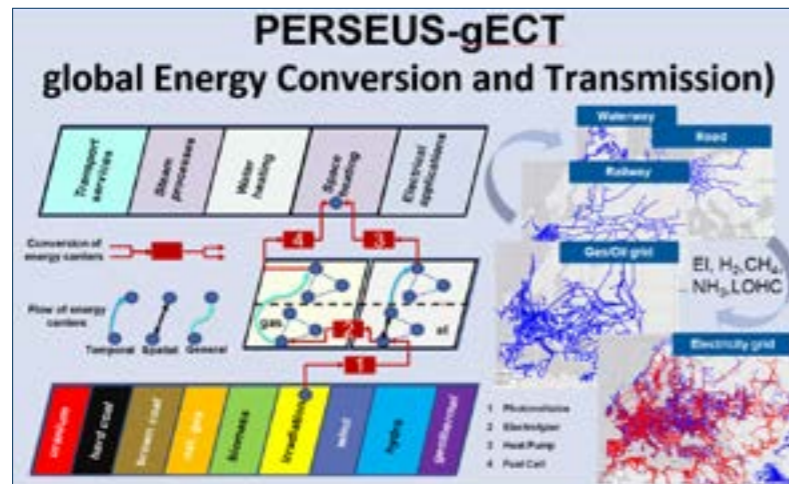 PERSEUS-gECT
global Energy Conversion and Transmission)
Transport services
Steam processes
Water heating
Space heating
Electrical applications
Waterway
Road
Railway
Gas/Oil grid
El, H₂,CH₄,
NH₃,LOHC
Electricity grid
Conversion of
energy centers
Flow of energy
centers
Temporal Spatial General
4
3
gas
2
el
1
uranium
hard coal
brown coal
nat. gas
biomass
irradiation
wind
hydro
geothermal
1 Photovoltaics
2 Electrolyzer
3 Heat Pump
4 Fuel Cell